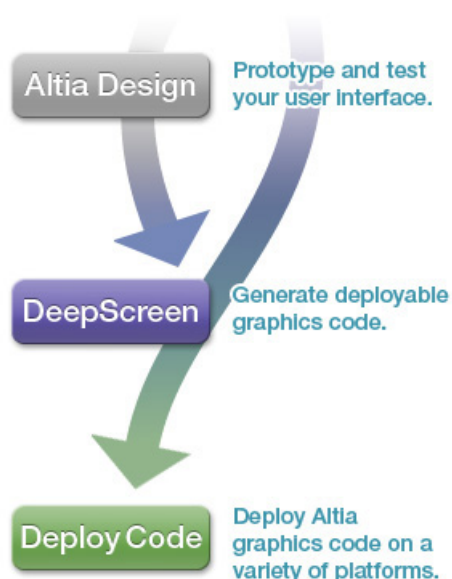 Altia Design
Prototype and test
your user interface.
DeepScreen
Generate deployable
graphics code.
Deploy Code
Deploy Altia
graphics code on a
variety of platforms.